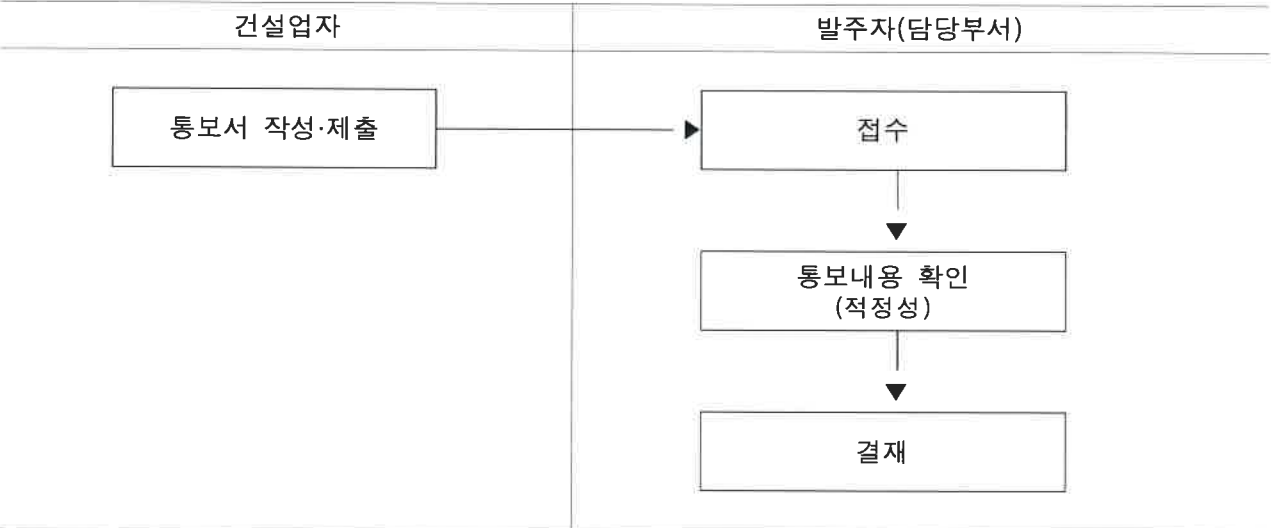 건설업자
발주자(담당부서)
통보서 작성·제출
접수
통보내용 확인
(적정성)
결재